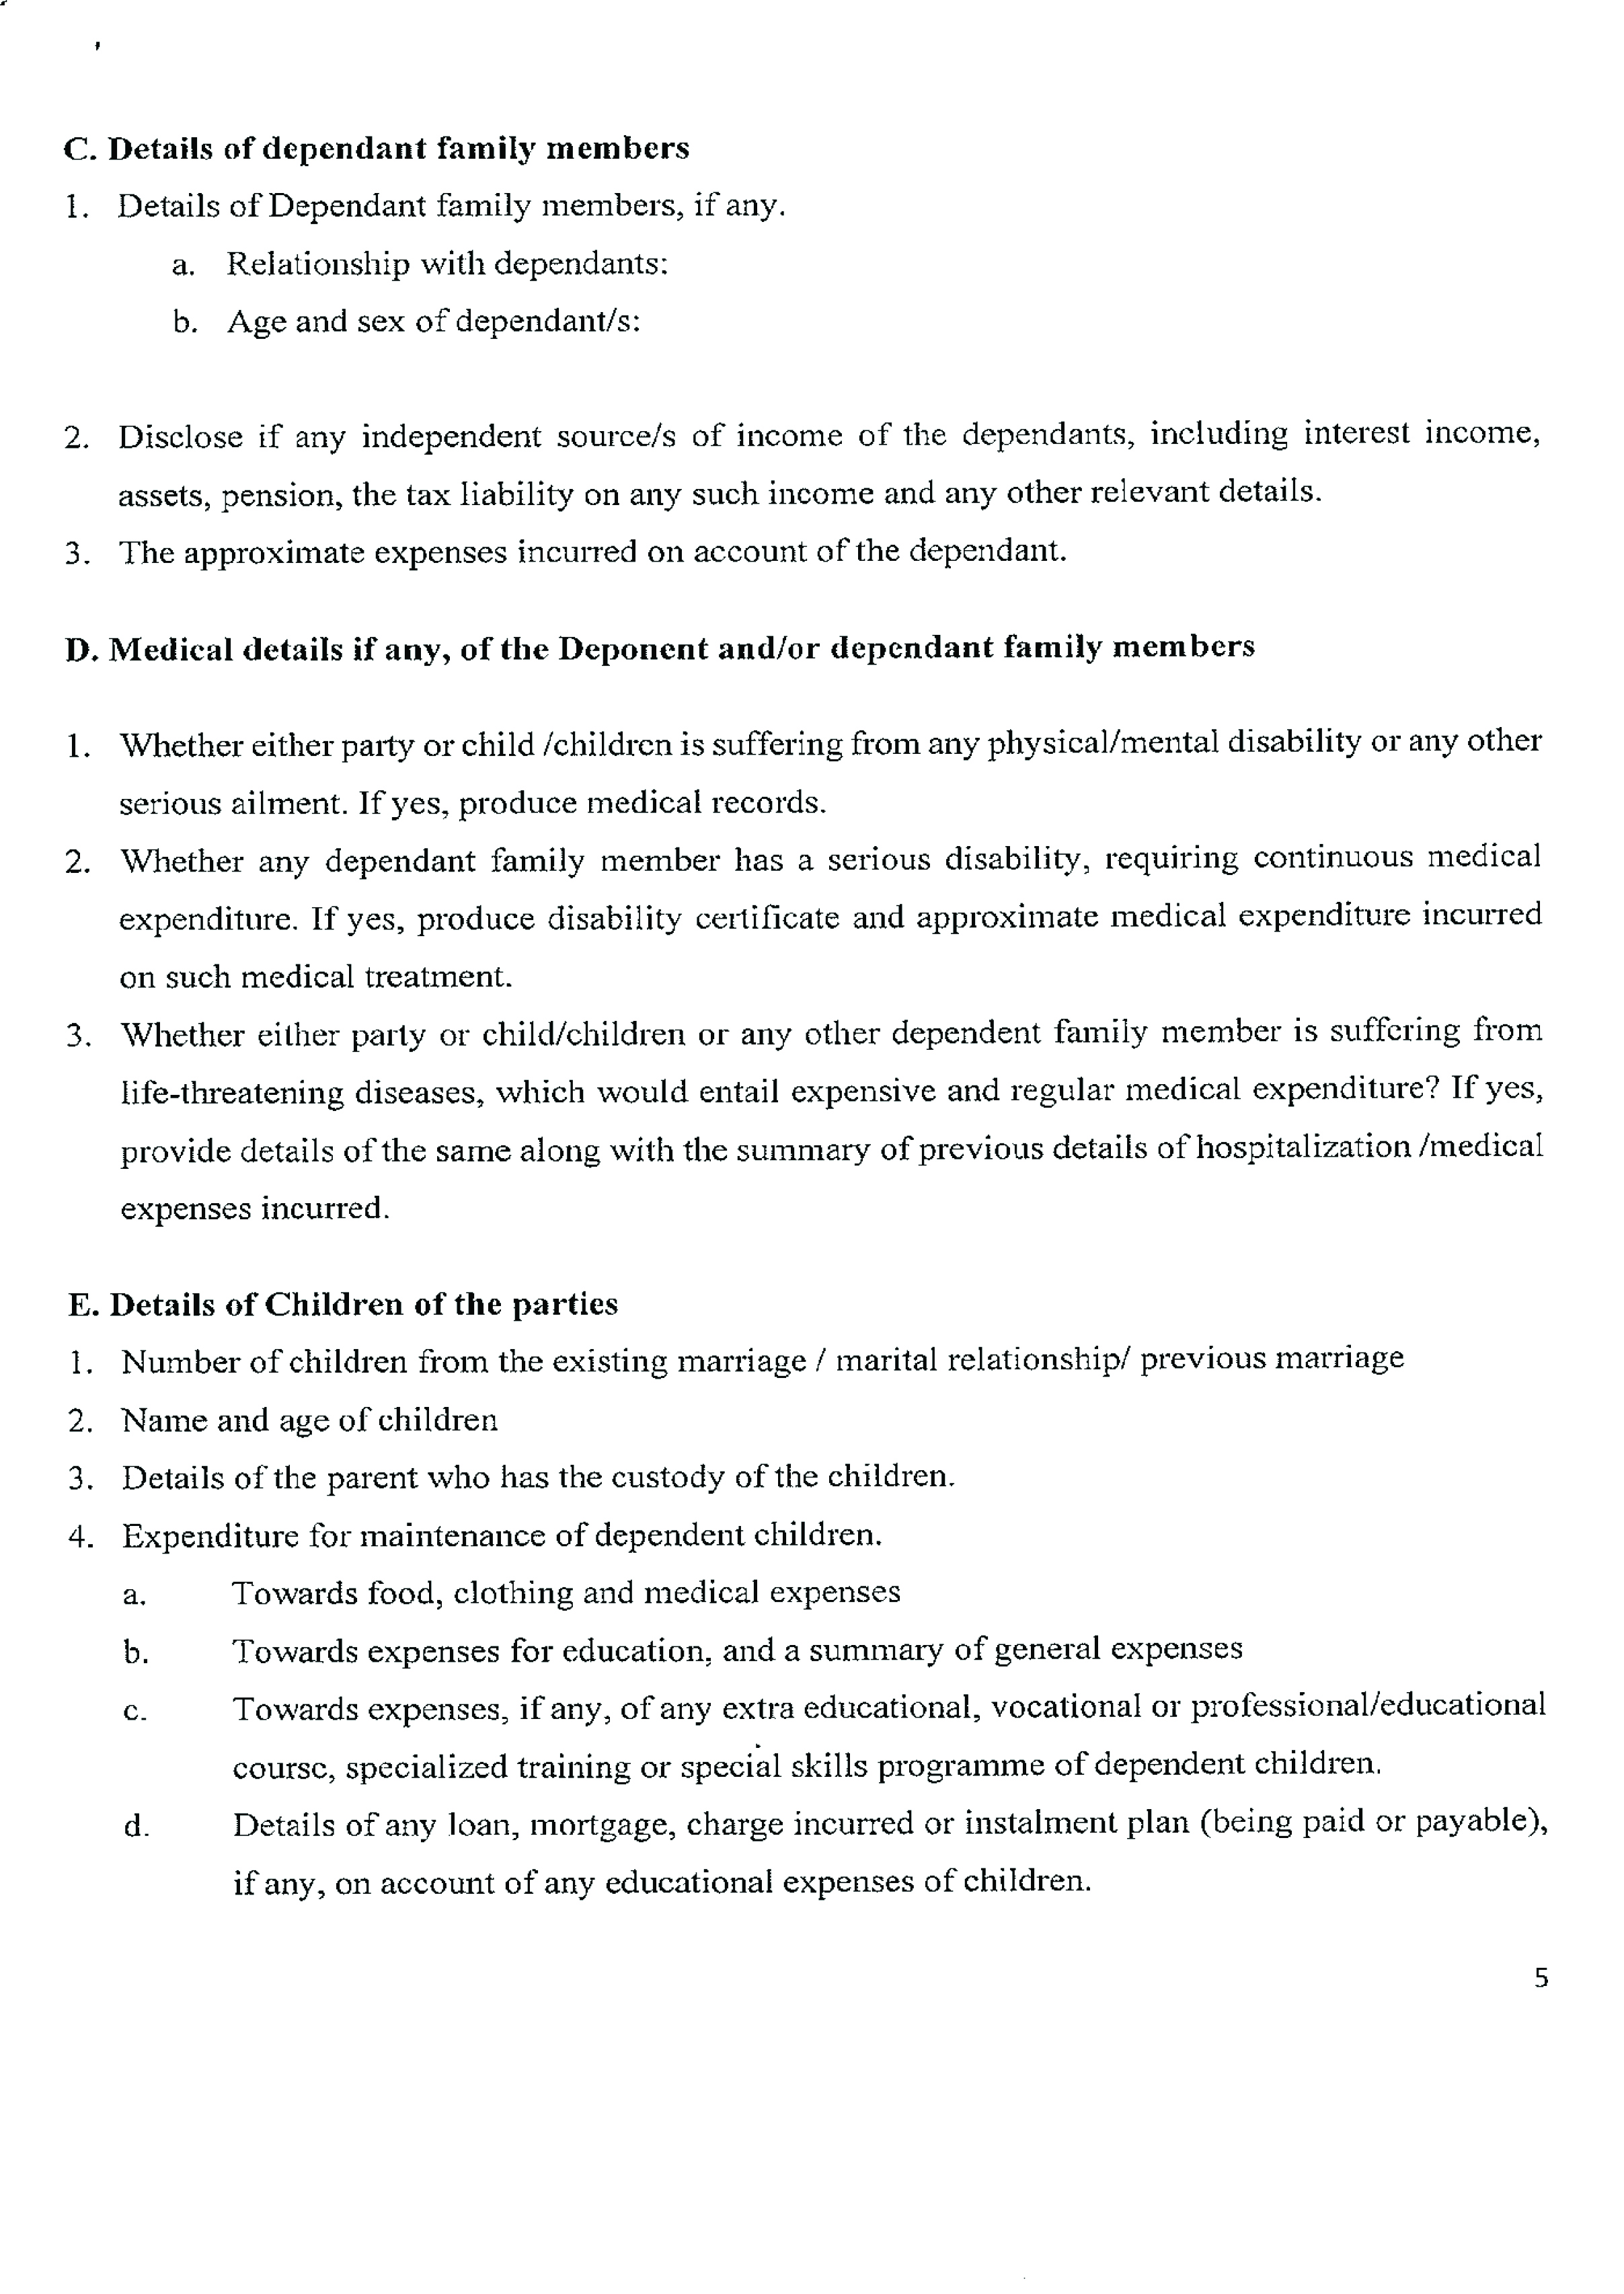 C. Details of dependant family members
1. Details of Dependant family members, if any.
a. Relationship with dependants:
b. Age and sex of dependant/s:
2. Disclose if any independent source/s of income of the dependants, including interest income,
assets, pension, the tax liability on any such income and any other relevant details.
3. The approximate expenses incurred on account of the dependant.
D. Medical details if any, of the Deponent and/or dependant family members
1. Whether either party or child /children is suffering from any physical/mental disability or any other
serious ailment. If yes, produce medical records.
2. Whether any dependant family member has a serious disability, requiring continuous medical
expenditure. If yes, produce disability certificate and approximate medical expenditure incurred
on such medical treatment.
3. Whether either party or child/children or any other dependent family member is suffering from
life-threatening diseases, which would entail expensive and regular medical expenditure? If yes,
provide details of the same along with the summary of previous details of hospitalization /medical
expenses incurred.
E. Details of Children of the parties
1. Number of children from the existing marriage / marital relationship/ previous marriage
2. Name and age of children
3. Details of the parent who has the custody of the children.
4. Expenditure for maintenance of dependent children.
a. Towards food, clothing and medical expenses
b. Towards expenses for education, and a summary of general expenses
c. Towards expenses, if any, of any extra educational, vocational or professional/educational
course, specialized training or special skills programme of dependent children.
d. Details of any loan, mortgage, charge incurred or instalment plan (being paid or payable),
if any, on account of any educational expenses of children.
5